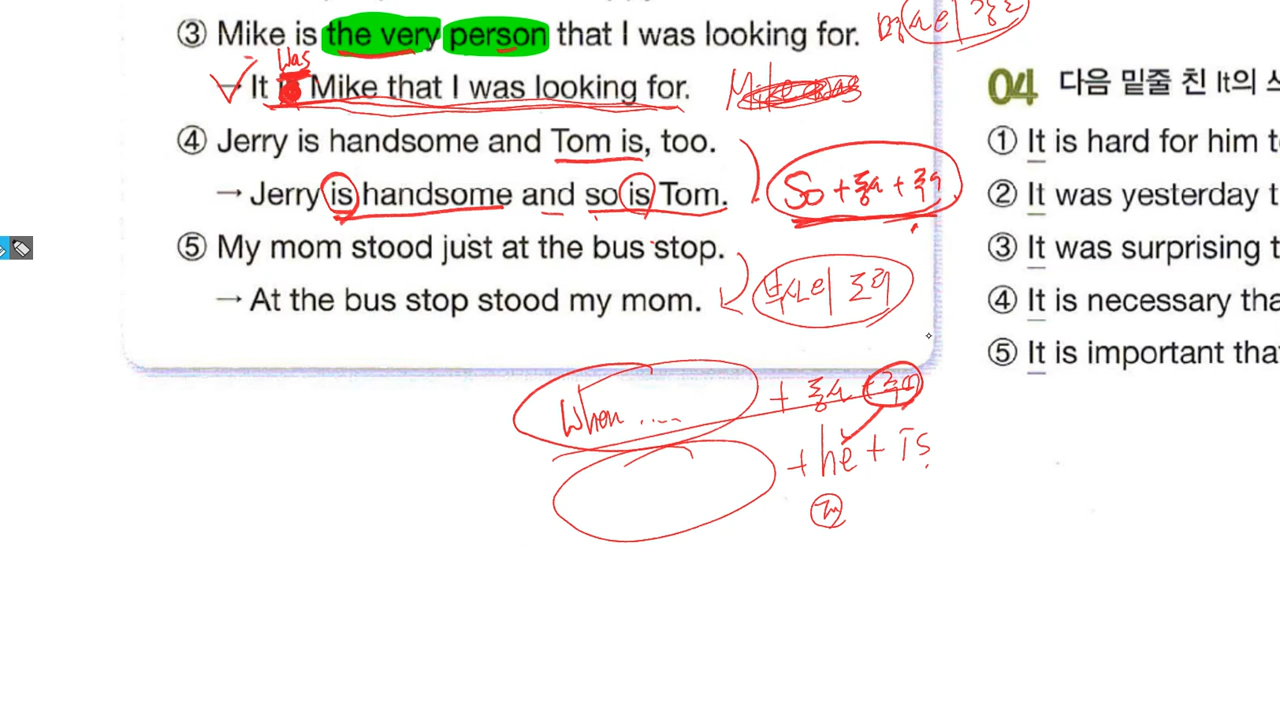 ③ Mike is the very person that I was looking for.
was
→ It is Mike that I was looking for. Mike was
④ Jerry is handsome and Tom is, too.
→ Jerry is handsome and so is Tom. So + 동사 + 주어
⑤ My mom stood just at the bus stop.
→ At the bus stop stood my mom. 부사의 도치
When .... + 동사 + 주어
+ he + is
04 다음 밑줄 친 It의
① It is hard for him t
② It was yesterday t
③ It was surprising t
④ It is necessary tha
⑤ It is important tha